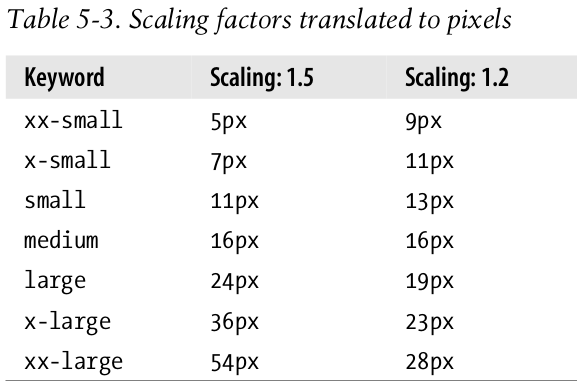 Table 5-3. Scaling factors translated to pixels
Keyword Scaling: 1.5 Scaling: 1.2
xx-small 5px 9px
x-small 7px 11px
small 11px 13px
medium 16px 16px
large 24px 19px
x-large 36px 23px
xx-large 54px 28px